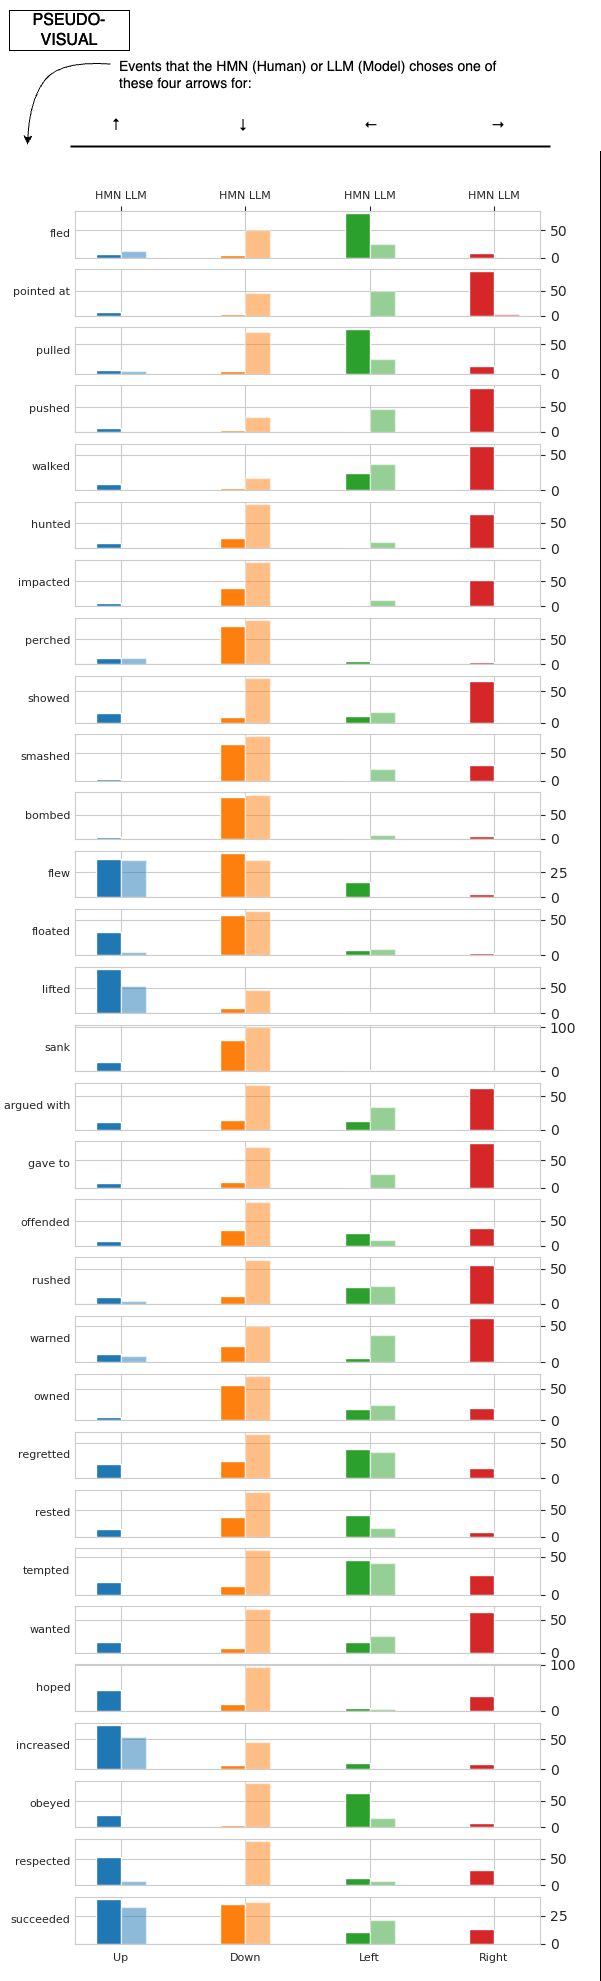 PSEUDO-
VISUAL
Events that the HMN (Human) or LLM (Model) choses one of
these four arrows for:
↑ ↓ ← →
HMN LLM HMN LLM HMN LLM HMN LLM
fled 50
0
pointed at 50
0
pulled 50
0
pushed 50
0
walked 50
0
hunted 50
0
impacted 50
0
perched 50
0
showed 50
0
smashed 50
0
bombed 50
0
flew 25
0
floated 50
0
lifted 50
0
100
sank
0
argued with 50
0
gave to 50
0
offended 50
0
rushed 50
0
warned 50
0
owned 50
0
regretted 50
0
rested 50
0
tempted 50
0
wanted 50
0
100
hoped
0
increased 50
0
obeyed 50
0
respected 50
0
succeeded 25
0
Up Down Left Right